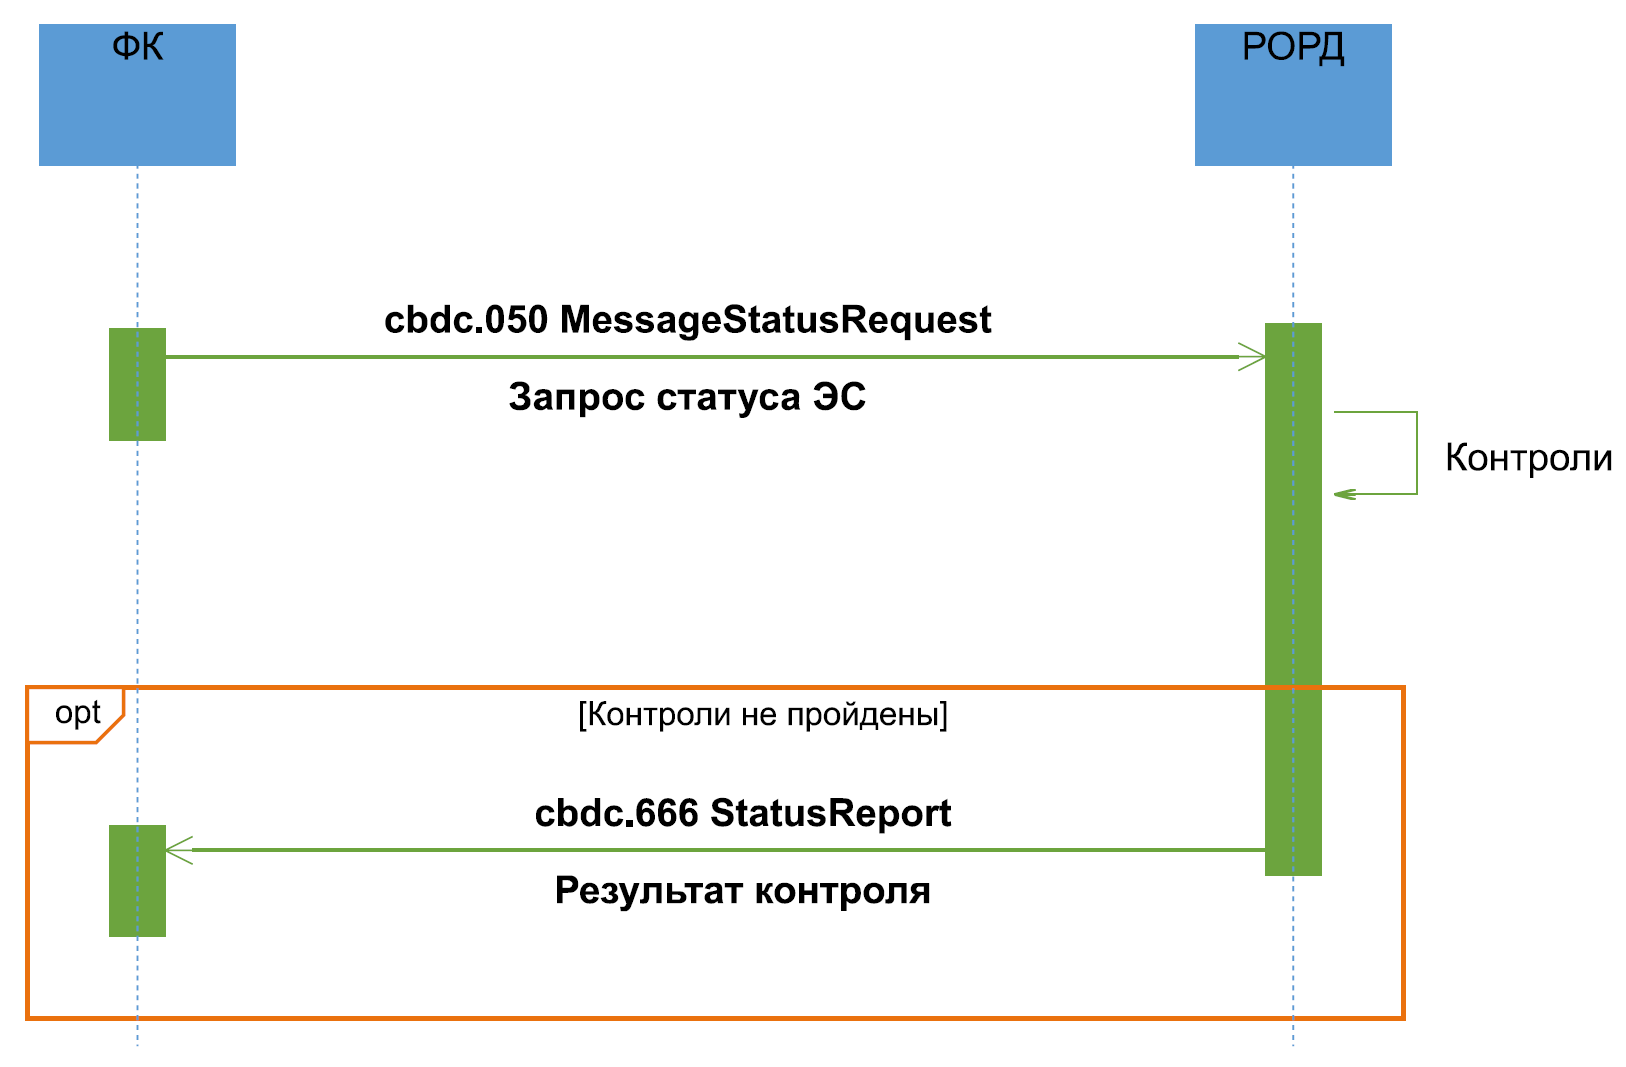 ФК
РОРД
cbdc.050 MessageStatusRequest
Запрос статуса ЭС
Контроли
opt
[Контроли не пройдены]
cbdc.666 StatusReport
Результат контроля